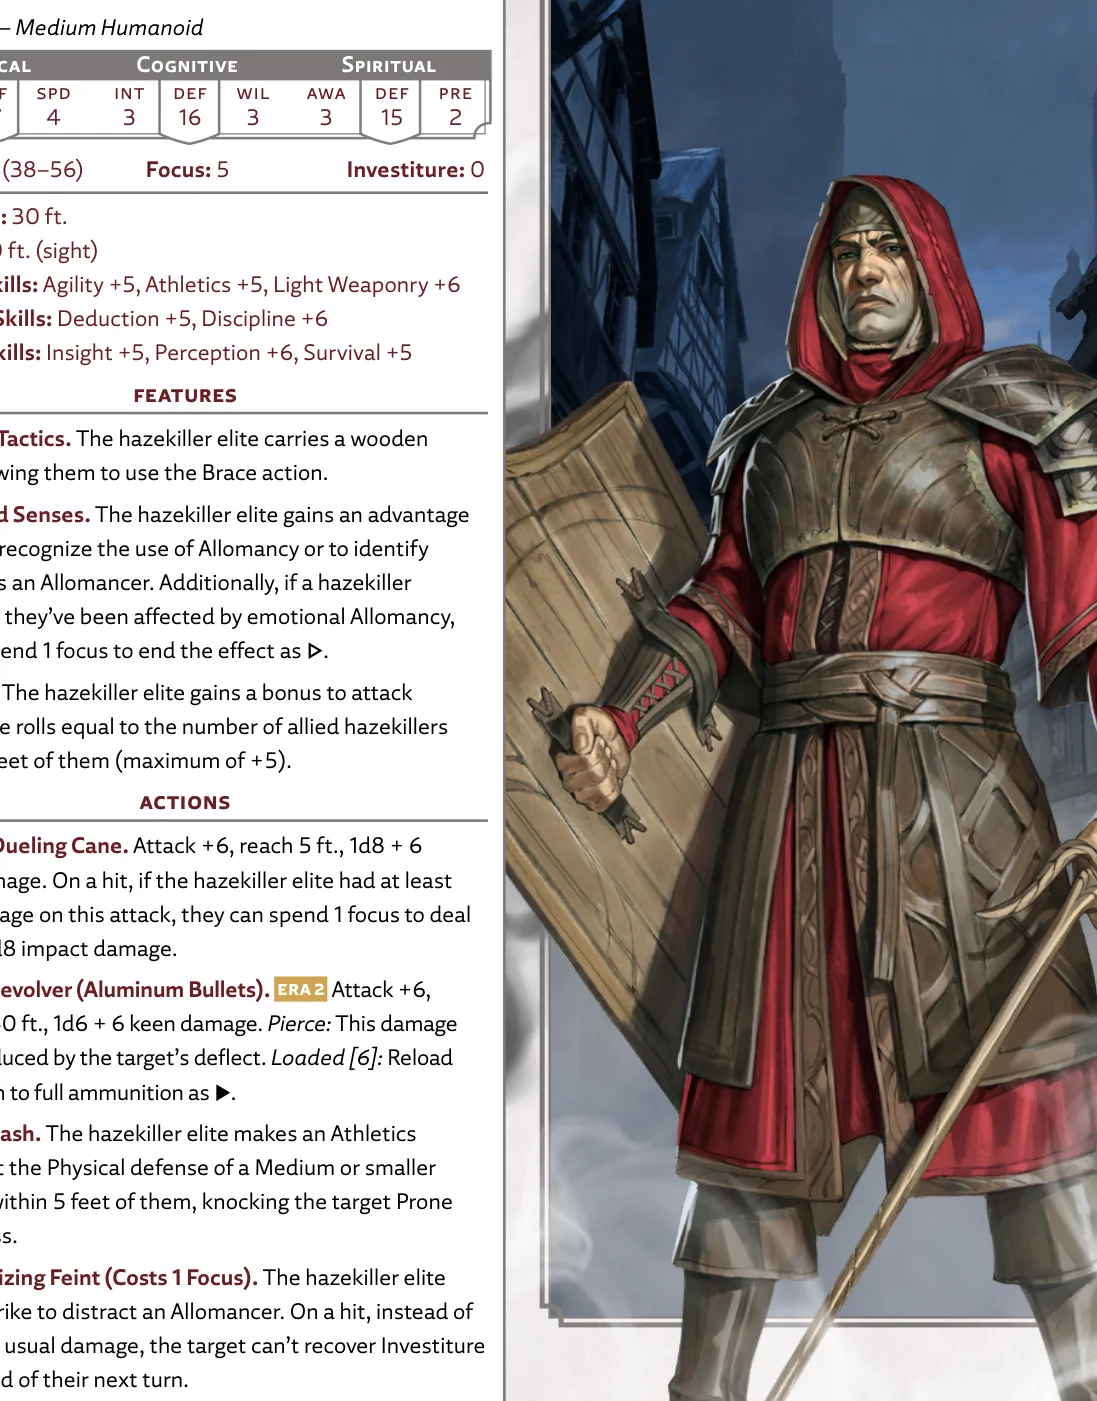 – Medium Humanoid
CAL COGNITIVE SPIRITUAL
F SPD INT DEF WIL AWA DEF PRE
4 3 16 3 3 15 2
(38–56) Focus: 5 Investiture: 0
: 30 ft.
ft. (sight)
kills: Agility +5, Athletics +5, Light Weaponry +6
Skills: Deduction +5, Discipline +6
kills: Insight +5, Perception +6, Survival +5
FEATURES
Tactics. The hazekiller elite carries a wooden
wing them to use the Brace action.
d Senses. The hazekiller elite gains an advantage
recognize the use of Allomancy or to identify
s an Allomancer. Additionally, if a hazekiller
they’ve been affected by emotional Allomancy,
end 1 focus to end the effect as ▷.
The hazekiller elite gains a bonus to attack
e rolls equal to the number of allied hazekillers
eet of them (maximum of +5).
ACTIONS
Dueling Cane. Attack +6, reach 5 ft., 1d8 + 6
mage. On a hit, if the hazekiller elite had at least
age on this attack, they can spend 1 focus to deal
d8 impact damage.
evolver (Aluminum Bullets). ERA 2 Attack +6,
0 ft., 1d6 + 6 keen damage. Pierce: This damage
duced by the target’s deflect. Loaded [6]: Reload
n to full ammunition as ▶.
ash. The hazekiller elite makes an Athletics
t the Physical defense of a Medium or smaller
within 5 feet of them, knocking the target Prone
ss.
izing Feint (Costs 1 Focus). The hazekiller elite
rike to distract an Allomancer. On a hit, instead of
usual damage, the target can’t recover Investiture
d of their next turn.